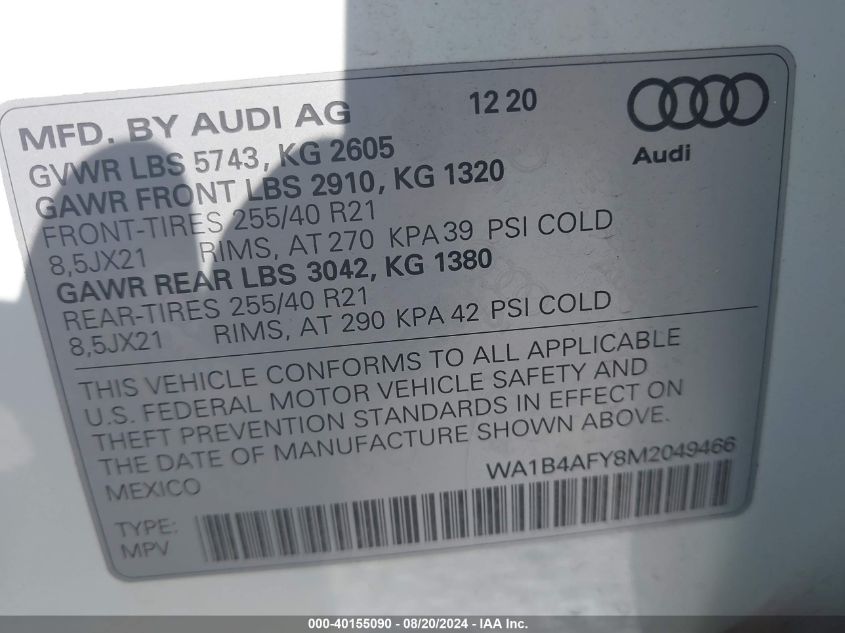 MFD. BY AUDI AG 12 20
Audi
GVWR LBS 5743, KG 2605
GAWR FRONT LBS 2910, KG 1320
FRONT-TIRES 255/40 R21
8,5JX21 RIMS, AT 270 KPA 39 PSI COLD
GAWR REAR LBS 3042, KG 1380
REAR-TIRES 255/40 R21
8,5JX21 RIMS, AT 290 KPA 42 PSI COLD
THIS VEHICLE CONFORMS TO ALL APPLICABLE
U.S. FEDERAL MOTOR VEHICLE SAFETY AND
THEFT PREVENTION STANDARDS IN EFFECT ON
THE DATE OF MANUFACTURE SHOWN ABOVE.
MEXICO WA1B4AFY8M2049466
TYPE:
MPV
000-40155090 - 08/20/2024 - IAA Inc.